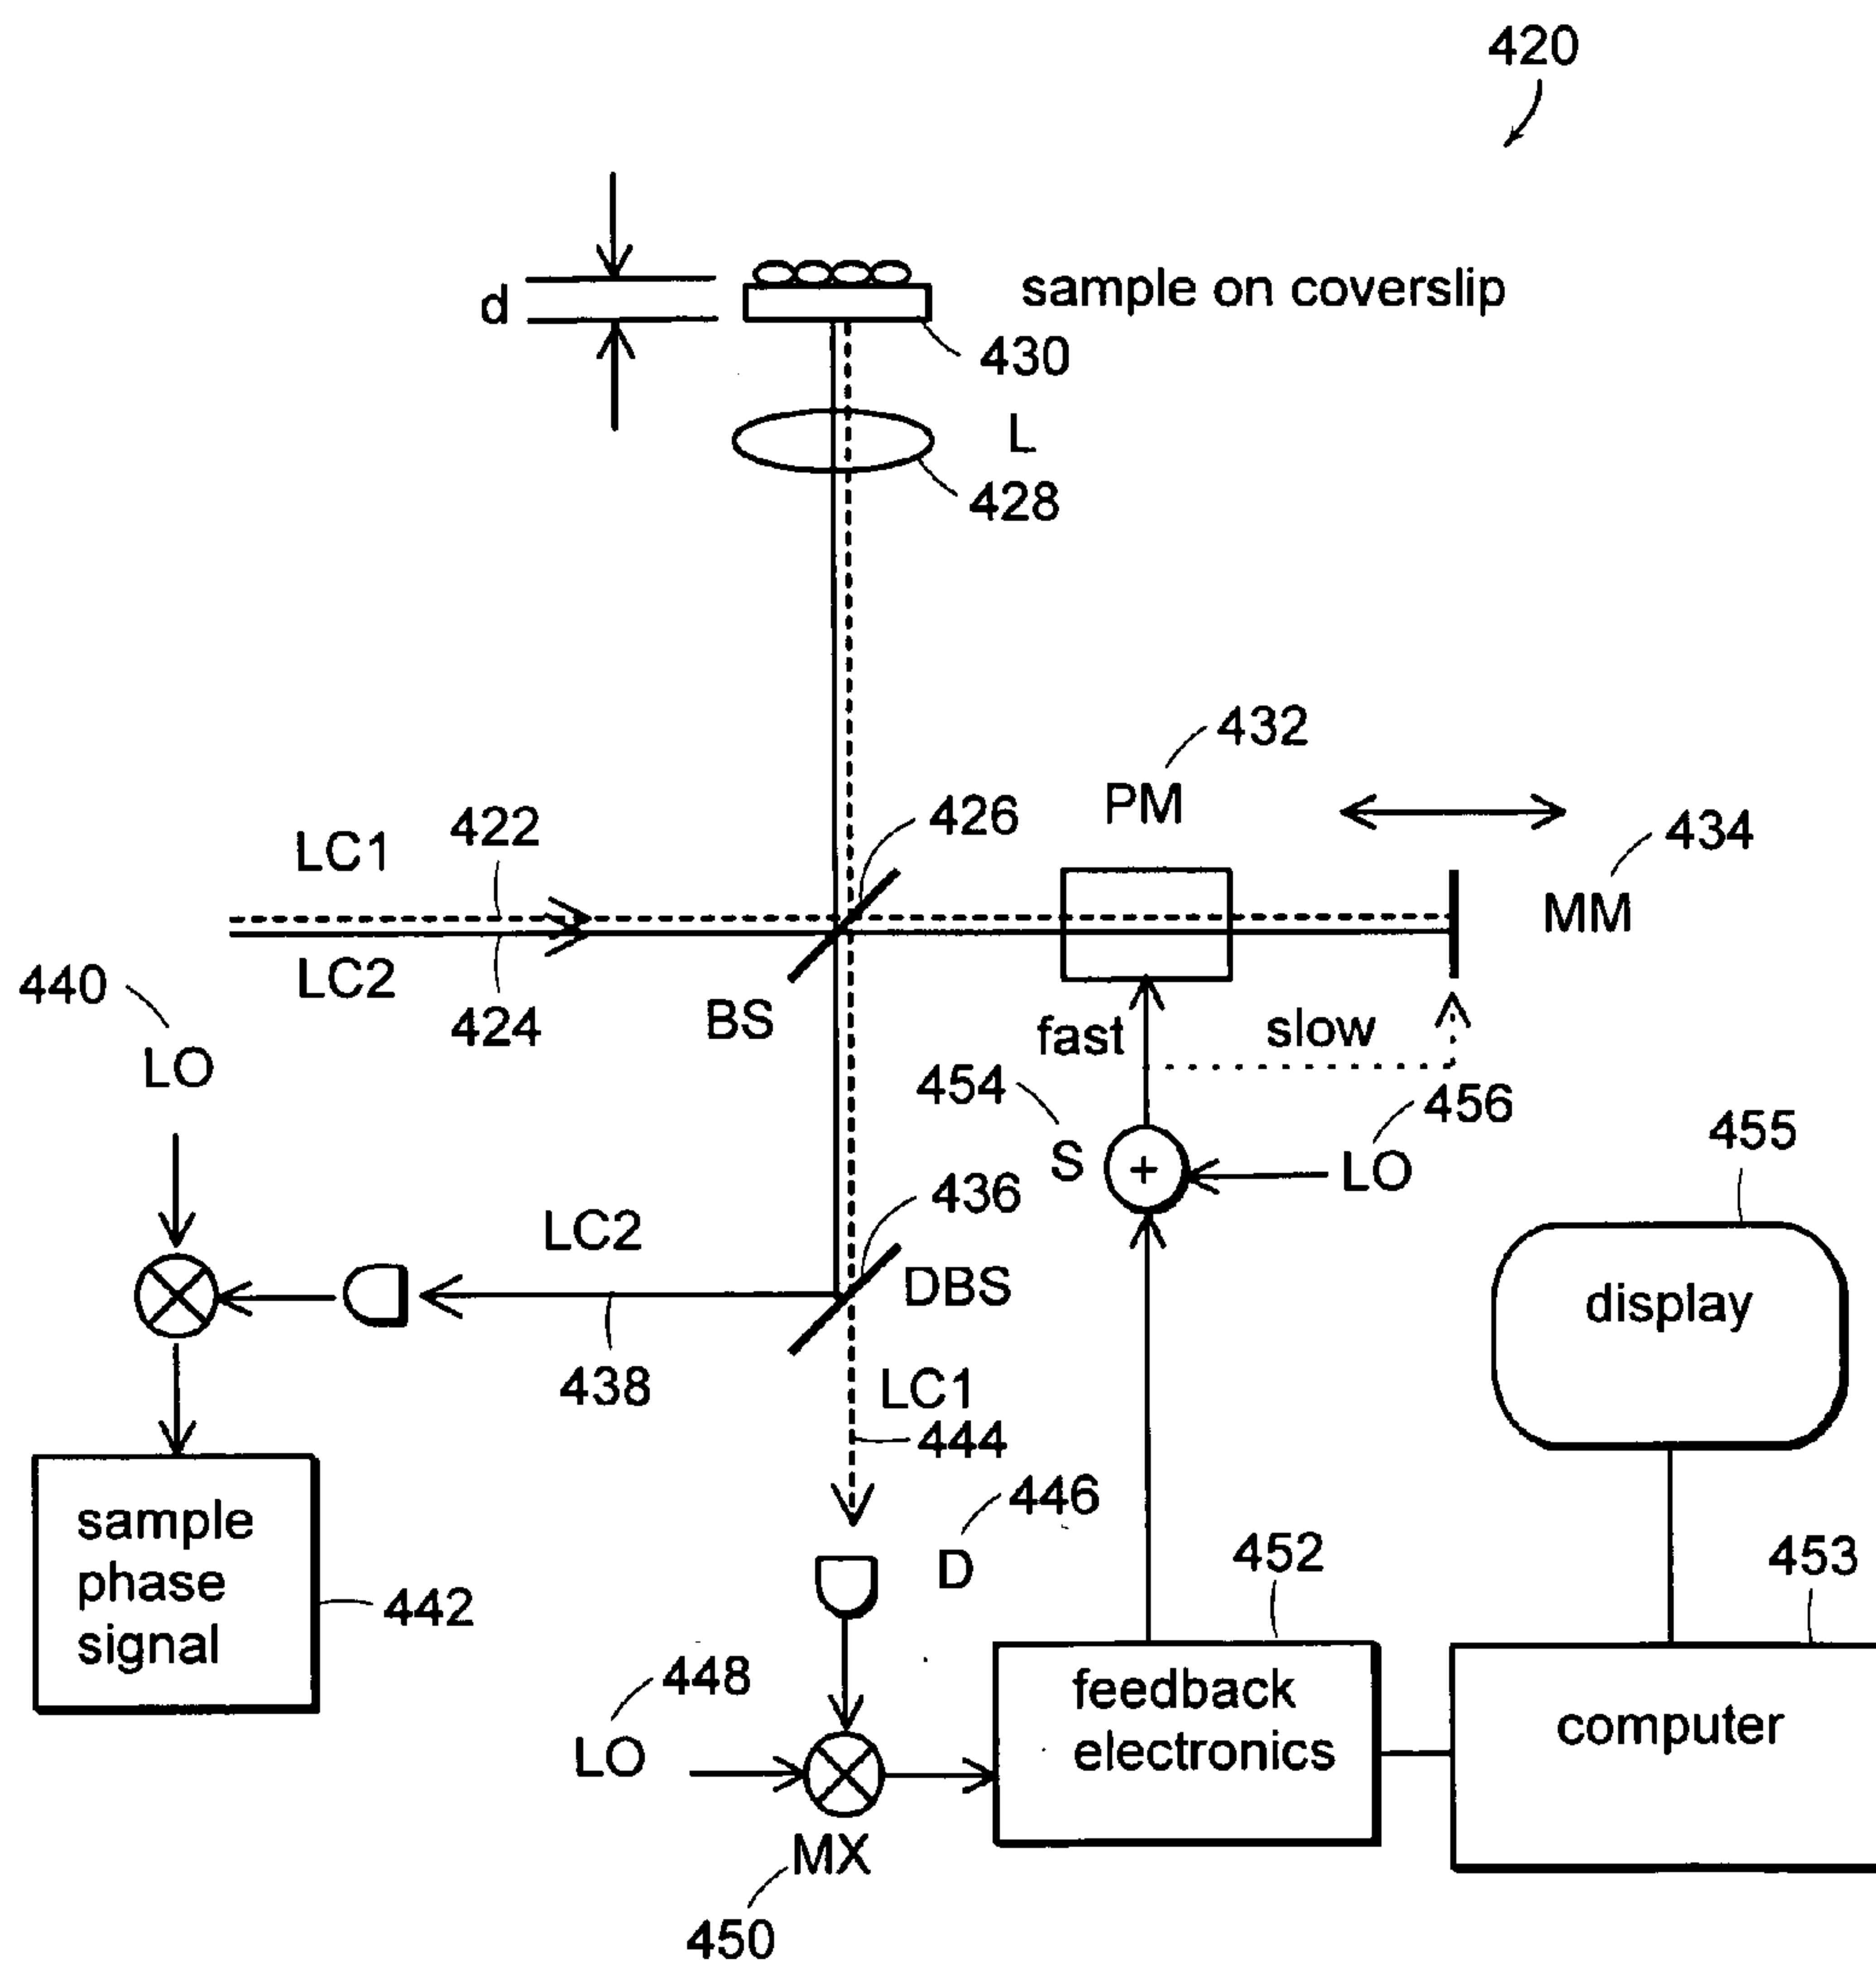 420
d
sample on coverslip
430
L
428
432
PM
426
422
LC1
434
MM
LC2
424
440
BS
fast
slow
LO
454
456
455
S
+
LO
436
LC2
DBS
display
438
LC1
444
446
D
sample
phase
signal
442
452
453
448
feedback
electronics
computer
LO
MX
450